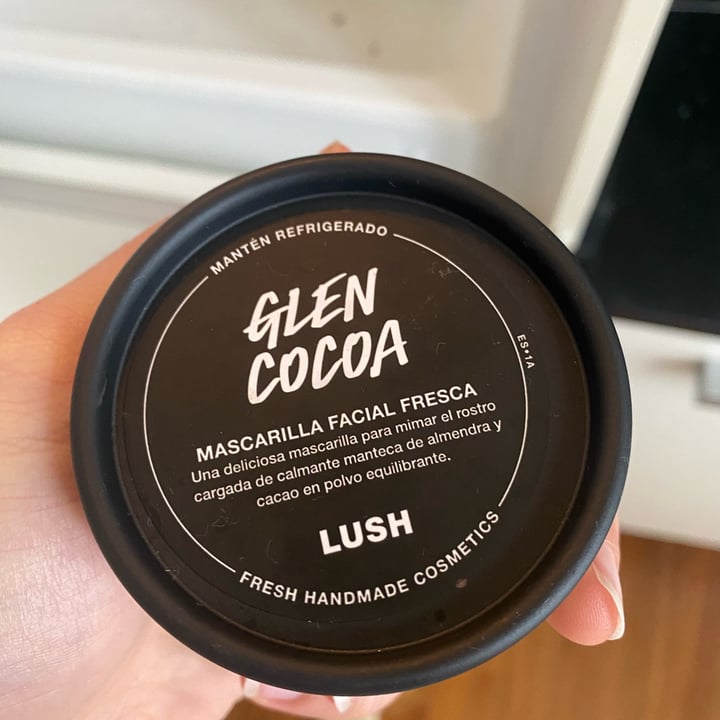 MANTÉN REFRIGERADO
GLEN
COCOA
ES•1A
MASCARILLA FACIAL FRESCA
Una deliciosa mascarilla para mimar el rostro
cargada de calmante manteca de almendra y
cacao en polvo equilibrante.
LUSH
FRESH HANDMADE COSMETICS